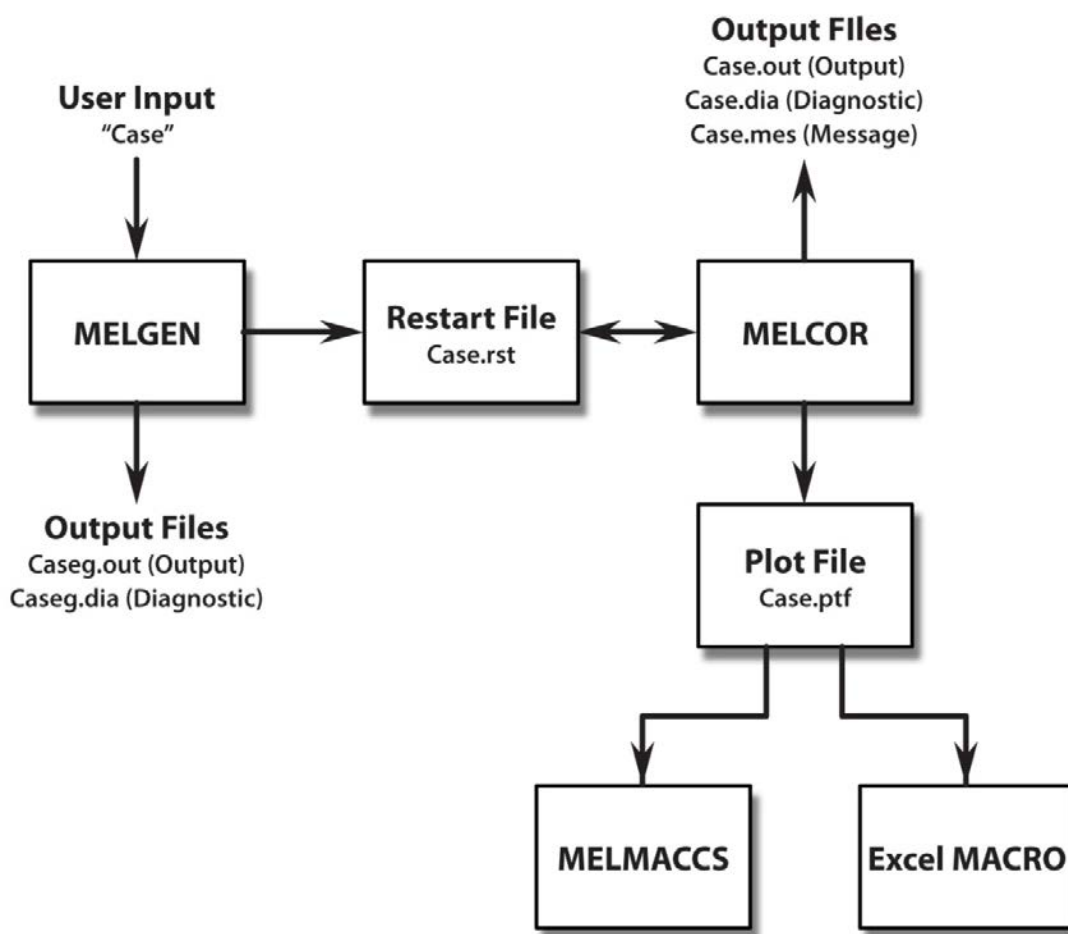 User Input
“Case”
Output FIles
Case.out (Output)
Case.dia (Diagnostic)
Case.mes (Message)
MELGEN
Restart File
Case.rst
MELCOR
Output Files
Caseg.out (Output)
Caseg.dia (Diagnostic)
Plot File
Case.ptf
MELMACCS
Excel MACRO